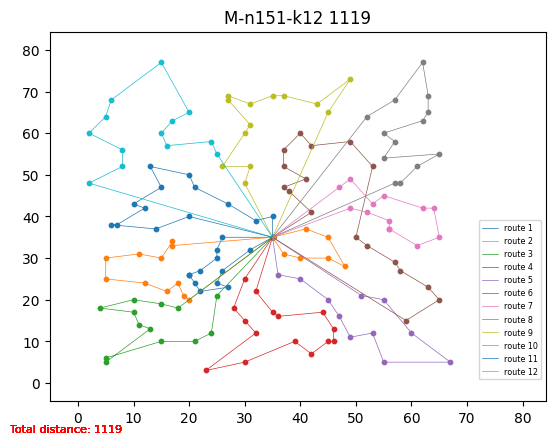 M-n151-k12 1119
80
70
60
50
40
30
20
10
0
route 1
route 2
route 3
route 4
route 5
route 6
route 7
route 8
route 9
route 10
route 11
route 12
0 10 20 30 40 50 60 70 80
Total distance: 1119